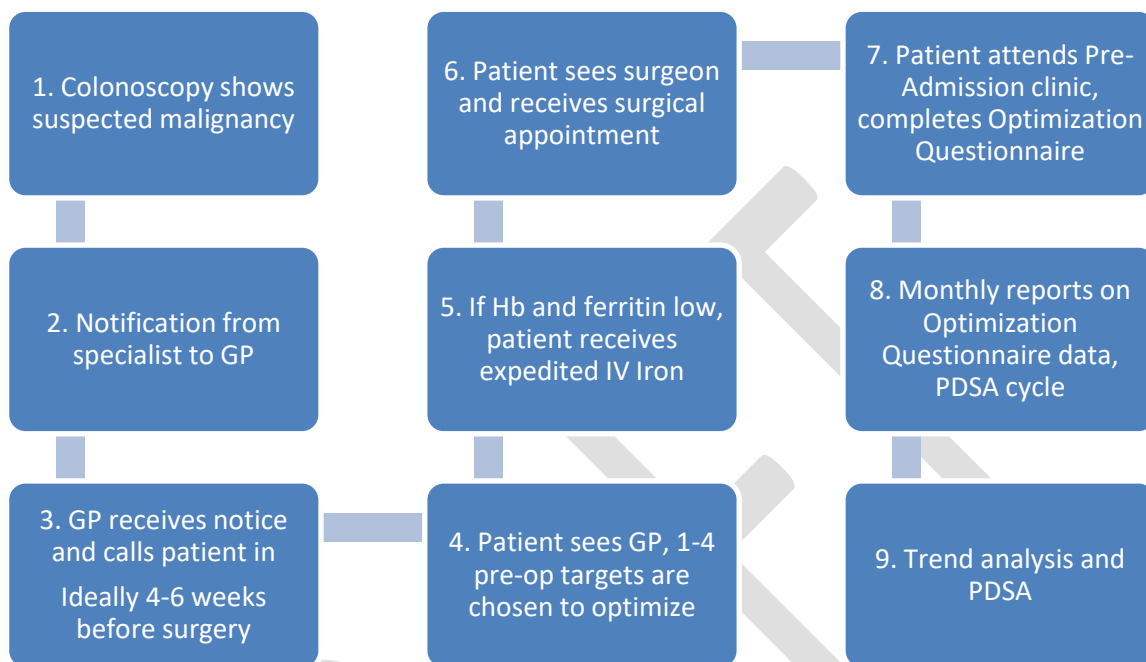 1. Colonoscopy shows
suspected malignancy
2. Notification from
specialist to GP
3. GP receives notice
and calls patient in
Ideally 4-6 weeks
before surgery
4. Patient sees GP, 1-4
pre-op targets are
chosen to optimize
5. If Hb and ferritin low,
patient receives
expedited IV Iron
6. Patient sees surgeon
and receives surgical
appointment
7. Patient attends Pre-
Admission clinic,
completes Optimization
Questionnaire
8. Monthly reports on
Optimization
Questionnaire data,
PDSA cycle
9. Trend analysis and
PDSA